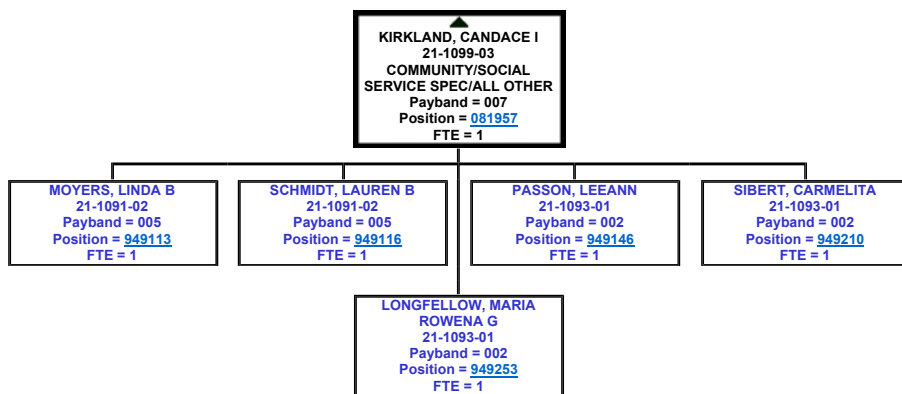 KIRKLAND, CANDACE I
21-1099-03
COMMUNITY/SOCIAL
SERVICE SPEC/ALL OTHER
Payband = 007
Position = 081957
FTE = 1
MOYERS, LINDA B
21-1091-02
Payband = 005
Position = 949113
FTE = 1
SCHMIDT, LAUREN B
21-1091-02
Payband = 005
Position = 949116
FTE = 1
PASSON, LEEANN
21-1093-01
Payband = 002
Position = 949146
FTE = 1
SIBERT, CARMELITA
21-1093-01
Payband = 002
Position = 949210
FTE = 1
LONGFELLOW, MARIA
ROWENA G
21-1093-01
Payband = 002
Position = 949253
FTE = 1